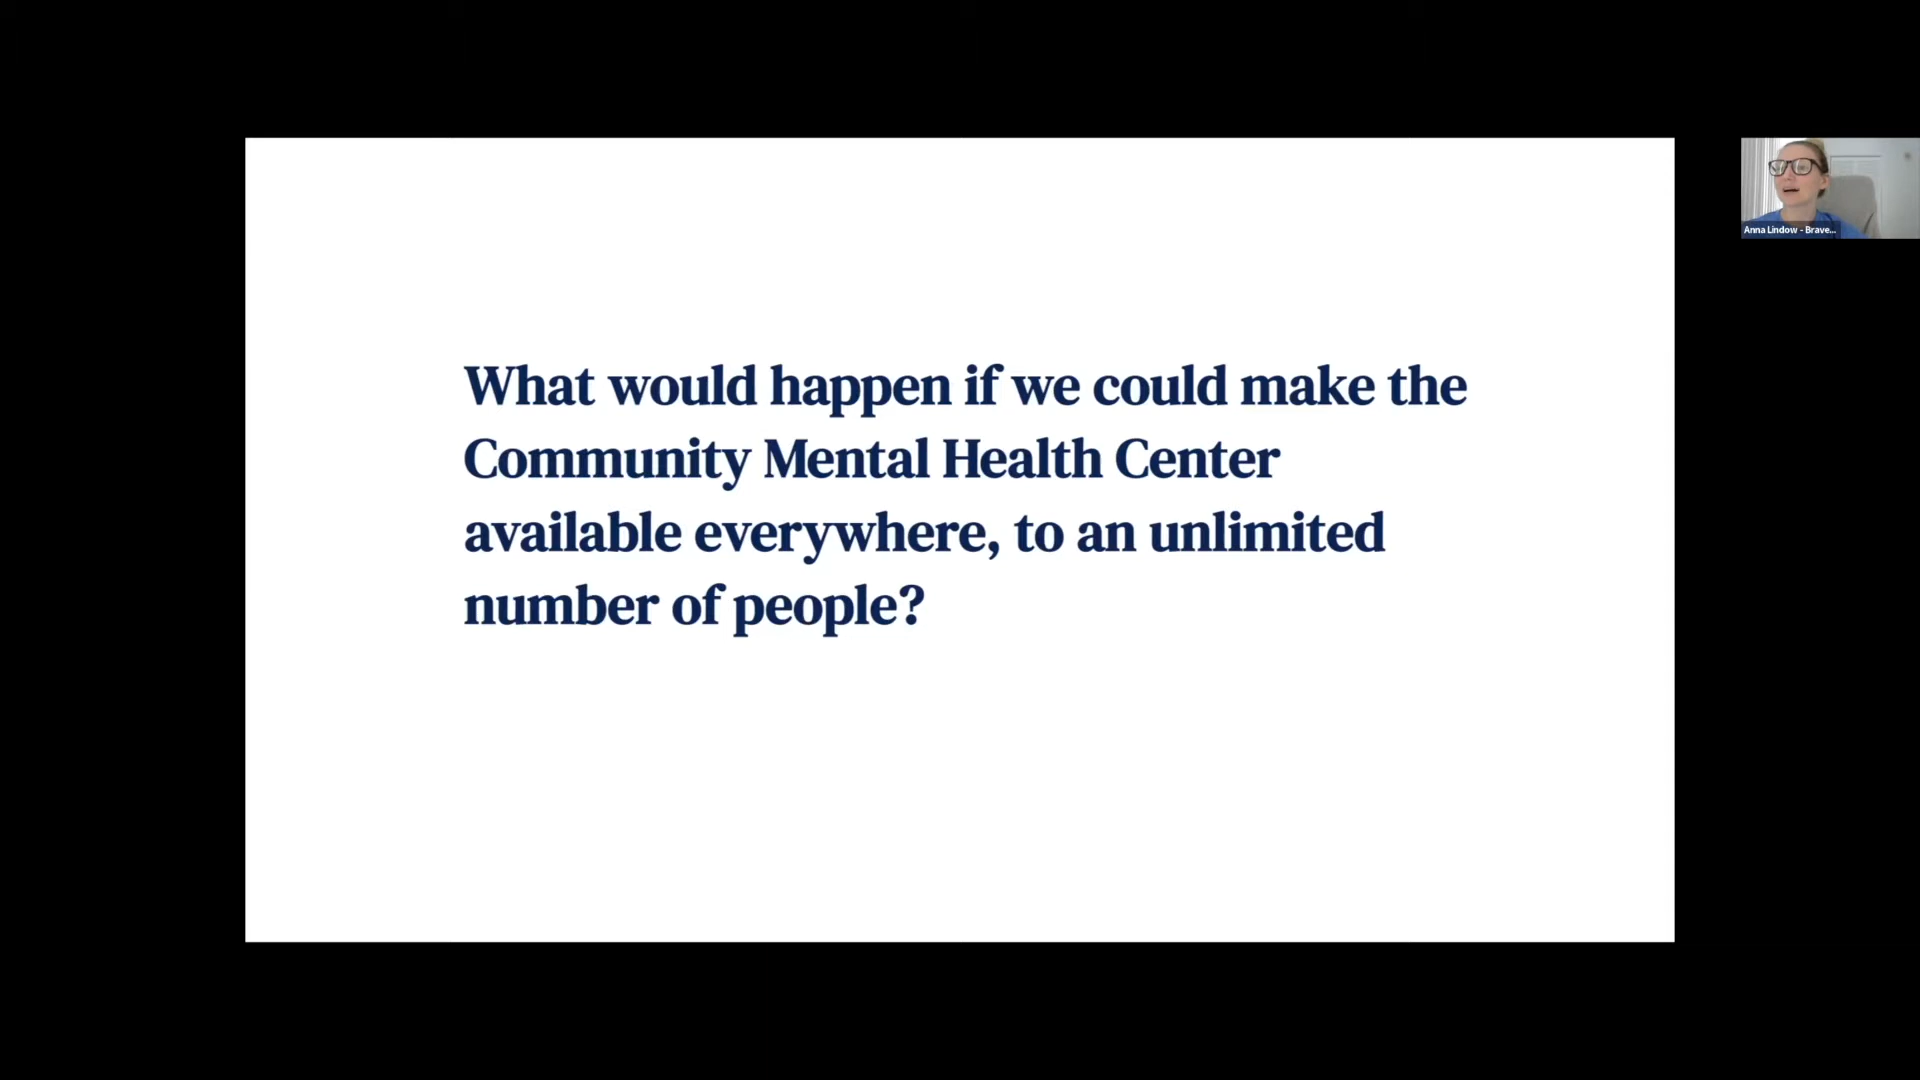 What would happen if we could make the
Community Mental Health Center
available everywhere, to an unlimited
number of people?
Anna Lindow - Brave...